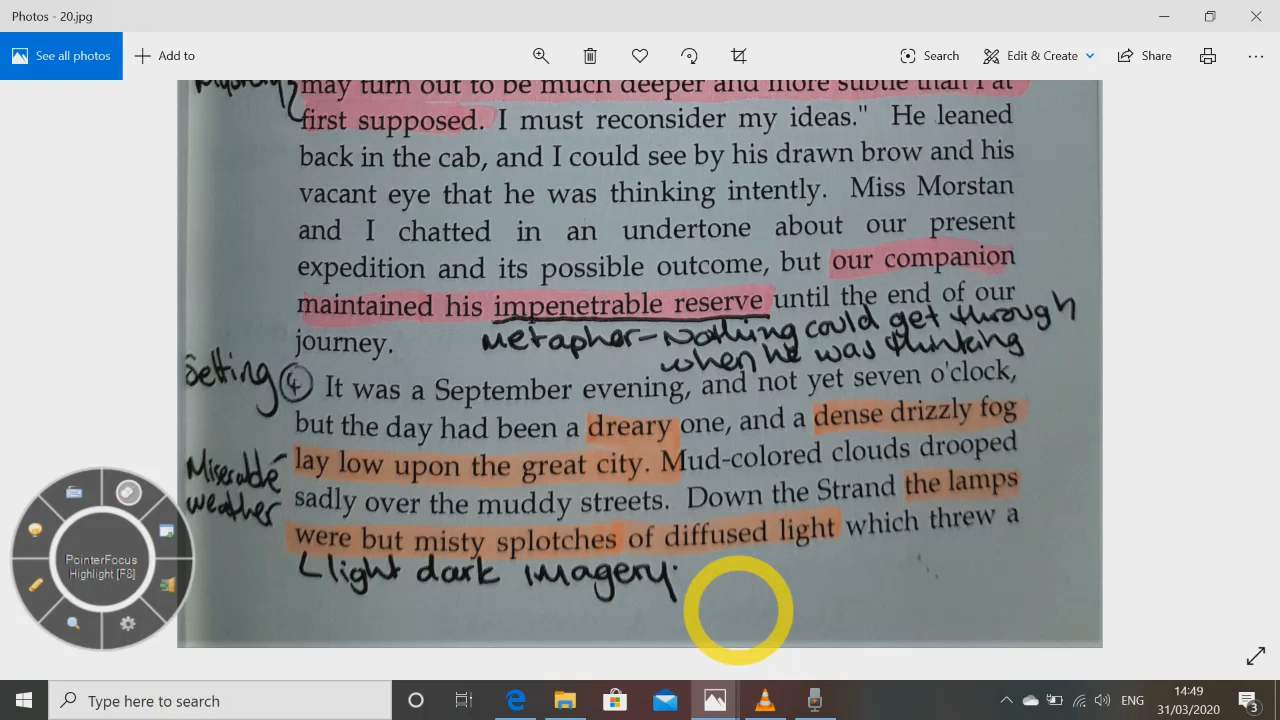 Photos - 20.jpg
See all photos
Add to
Search
Edit & Create
Share
may turn out to be much deeper and more subtle than I at
first supposed. I must reconsider my ideas." He leaned
back in the cab, and I could see by his drawn brow and his
vacant eye that he was thinking intently. Miss Morstan
and I chatted in an undertone about our present
expedition and its possible outcome, but our companion
maintained his impenetrable reserve until the end of our
journey.
Metaphor - Nothing could get through
when he was thinking
Setting
4 It was a September evening, and not yet seven o'clock,
but the day had been a dreary one, and a dense drizzly fog
lay low upon the great city. Mud-colored clouds drooped
Miserable
weather
sadly over the muddy streets. Down the Strand the lamps
were but misty splotches of diffused light which threw a
light dark imagery.
PointerFocus
Highlight [F8]
Type here to search
ENG
14:49
31/03/2020
3